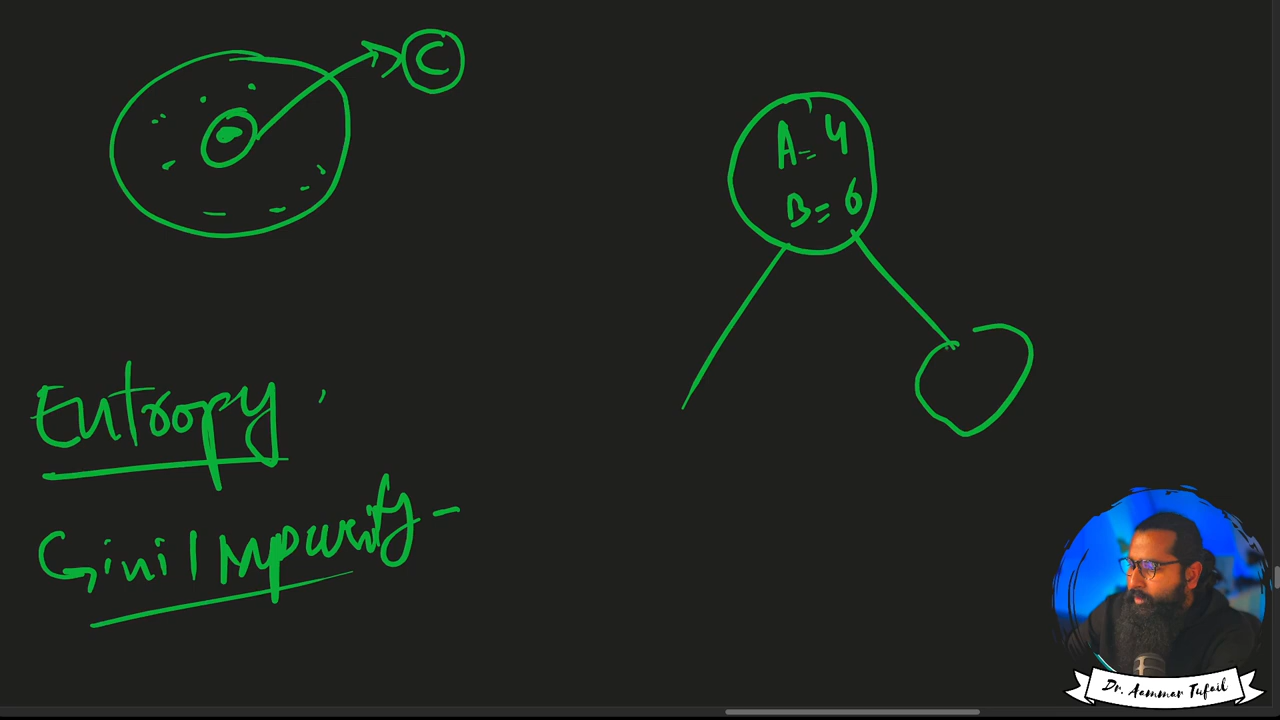 C
A = 4
B = 6
Entropy
Gini Impurity -
Dr. Aammar Tufail